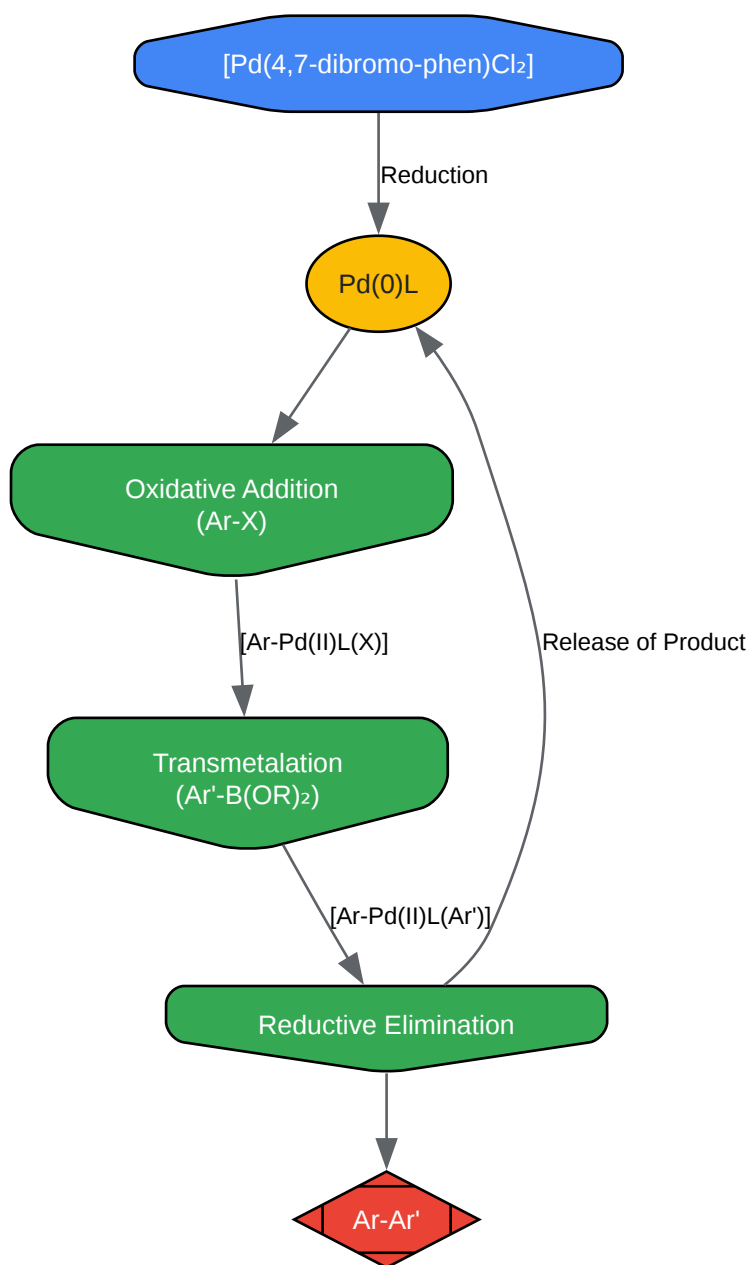 [Pd(4,7-dibromo-phen)Cl₂]
Reduction
Pd(0)L
Oxidative Addition
(Ar-X)
[Ar-Pd(II)L(X)]
Release of Product
Transmetalation
(Ar'-B(OR)₂)
[Ar-Pd(II)L(Ar')]
Reductive Elimination
Ar-Ar'